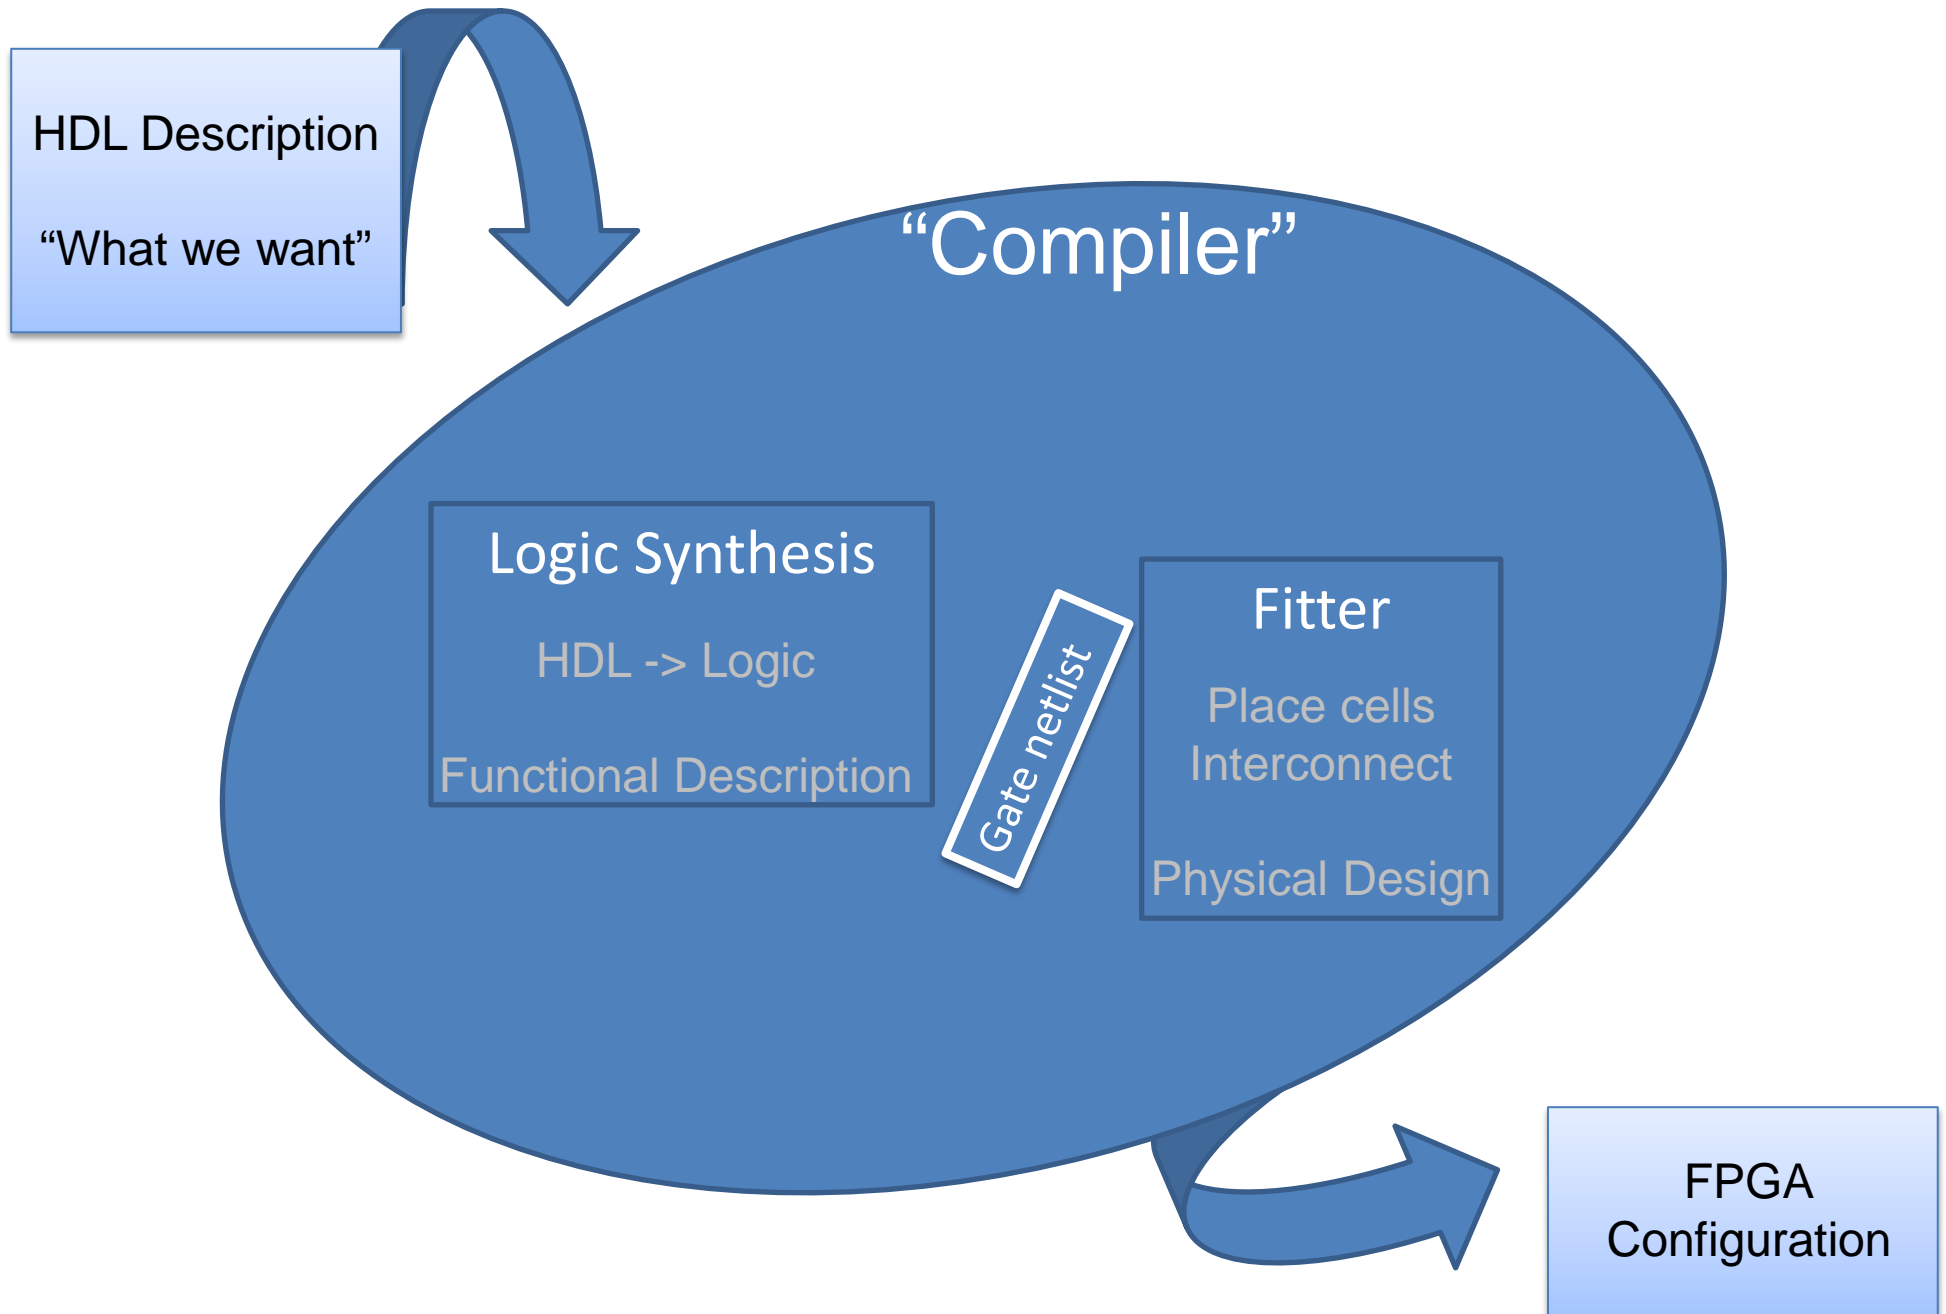 HDL Description
“What we want”
“Compiler”
Logic Synthesis
HDL -> Logic
Functional Description
Gate netlist
Fitter
Place cells
Interconnect
Physical Design
FPGA
Configuration